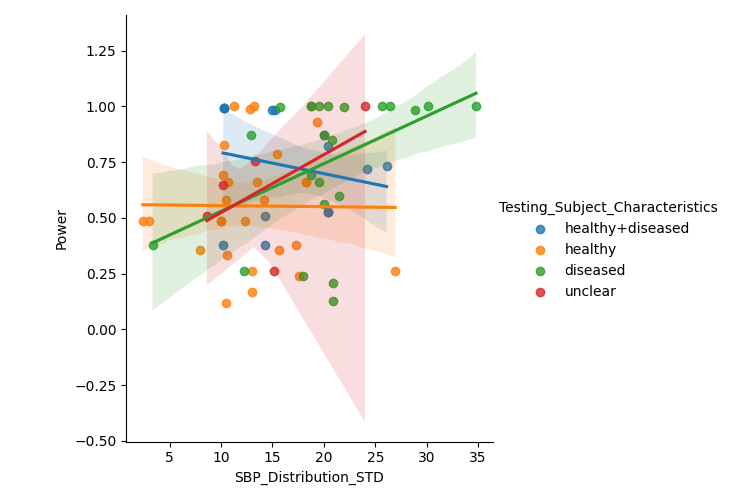 1.25
1.00
0.75
0.50
0.25
0.00
−0.25
−0.50
Power
5 10 15 20 25 30 35
SBP_Distribution_STD
Testing_Subject_Characteristics
healthy+diseased
healthy
diseased
unclear